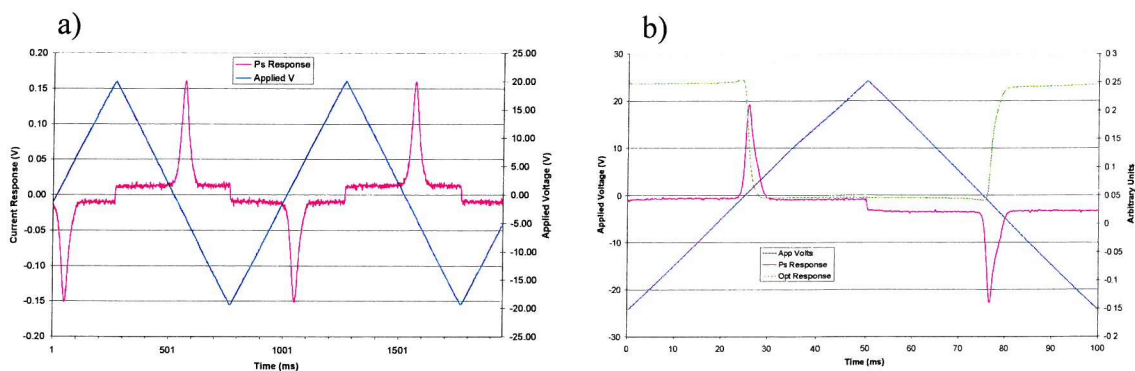 a)
0.20
0.15
0.10
0.05
0.00
-0.05
-0.10
-0.15
-0.20
Current Response (V)
Ps Response
Applied V
25.00
20.00
15.00
10.00
5.00
0.00
-5.00
-10.00
-15.00
-20.00
-25.00
Applied Voltage (V)
1 501 1001 1501
Time (ms)
b)
30
20
10
0
-10
-20
-30
Applied Voltage (V)
App Volts
Ps Response
Opt Response
0.3
0.25
0.2
0.15
0.1
0.05
0
-0.05
-0.1
-0.15
-0.2
Arbitrary Units
0 10 20 30 40 50 60 70 80 90 100
Time (ms)